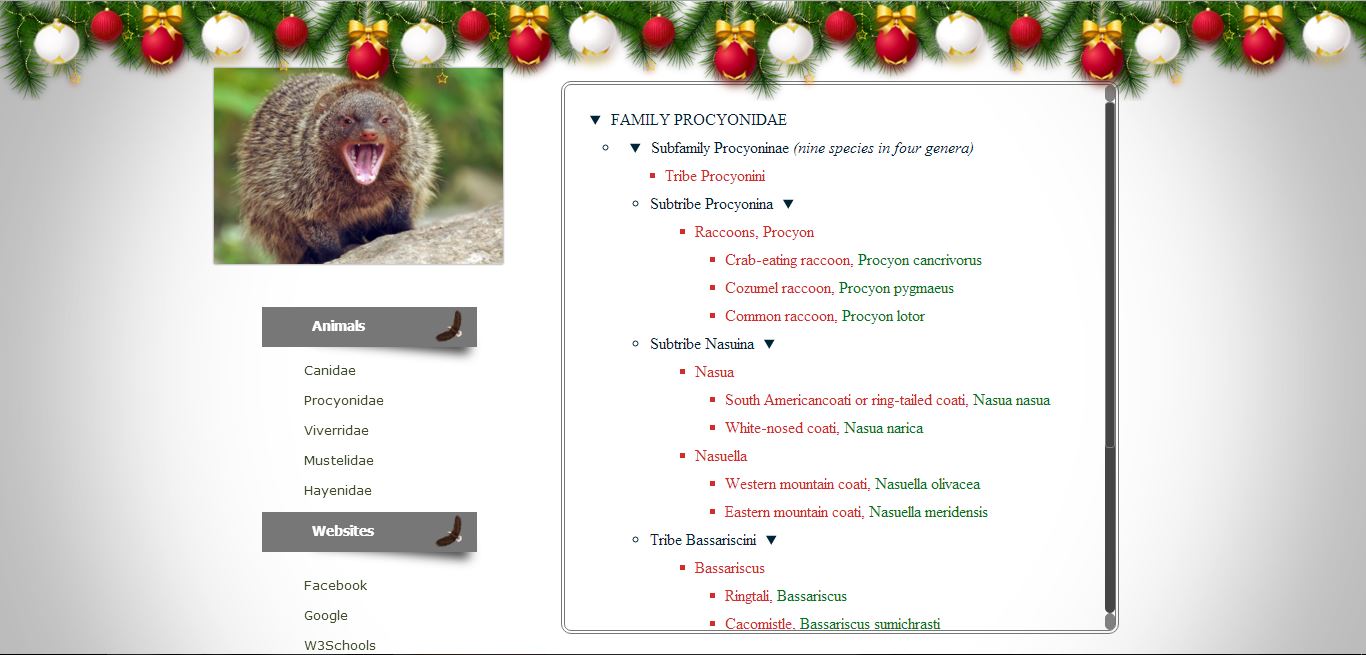 Animals
Canidae
Procyonidae
Viverridae
Mustelidae
Hayenidae
Websites
Facebook
Google
W3Schools
FAMILY PROCYONIDAE
Subfamily Procyoninae (nine species in four genera)
Tribe Procyonini
Subtribe Procyonina
Raccoons, Procyon
Crab-eating raccoon, Procyon cancrivorus
Cozumel raccoon, Procyon pygmaeus
Common raccoon, Procyon lotor
Subtribe Nasuina
Nasua
South Americancoati or ring-tailed coati, Nasua nasua
White-nosed coati, Nasua narica
Nasuella
Western mountain coati, Nasuella olivacea
Eastern mountain coati, Nasuella meridensis
Tribe Bassariscini
Bassariscus
Ringtali, Bassariscus
Cacomistle, Bassariscus sumichrasti